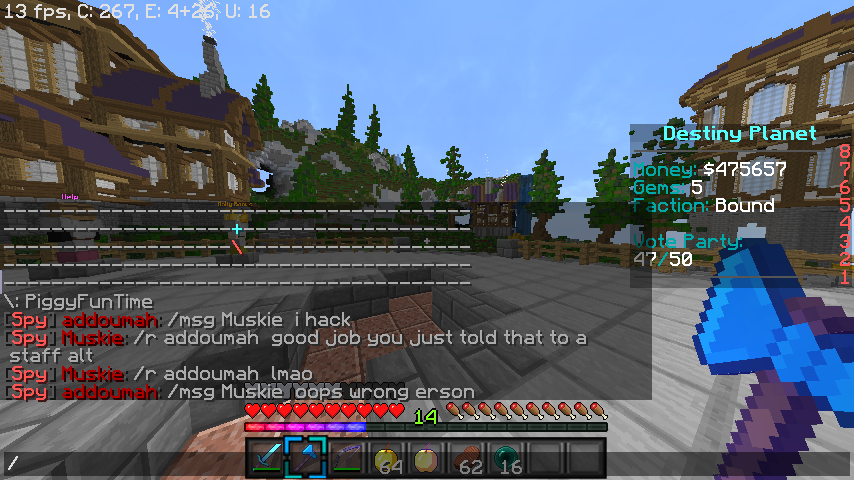 13 fps, C: 267, E: 4+26, U: 16
Destiny Planet
8
Money: $475657
7
Gems: 5
6
Faction: Bound
5
4
Vote Party:
3
47/50
2
1
Help
\: PiggyFunTime
[Spy] addoumah: /msg Muskie i hack
[Spy] Muskie: /r addoumah good job you just told that to a
staff alt
[Spy] Muskie: /r addoumah lmao
[Spy] addoumah: /msg Muskie oops wrong erson
14
64
62
16
/